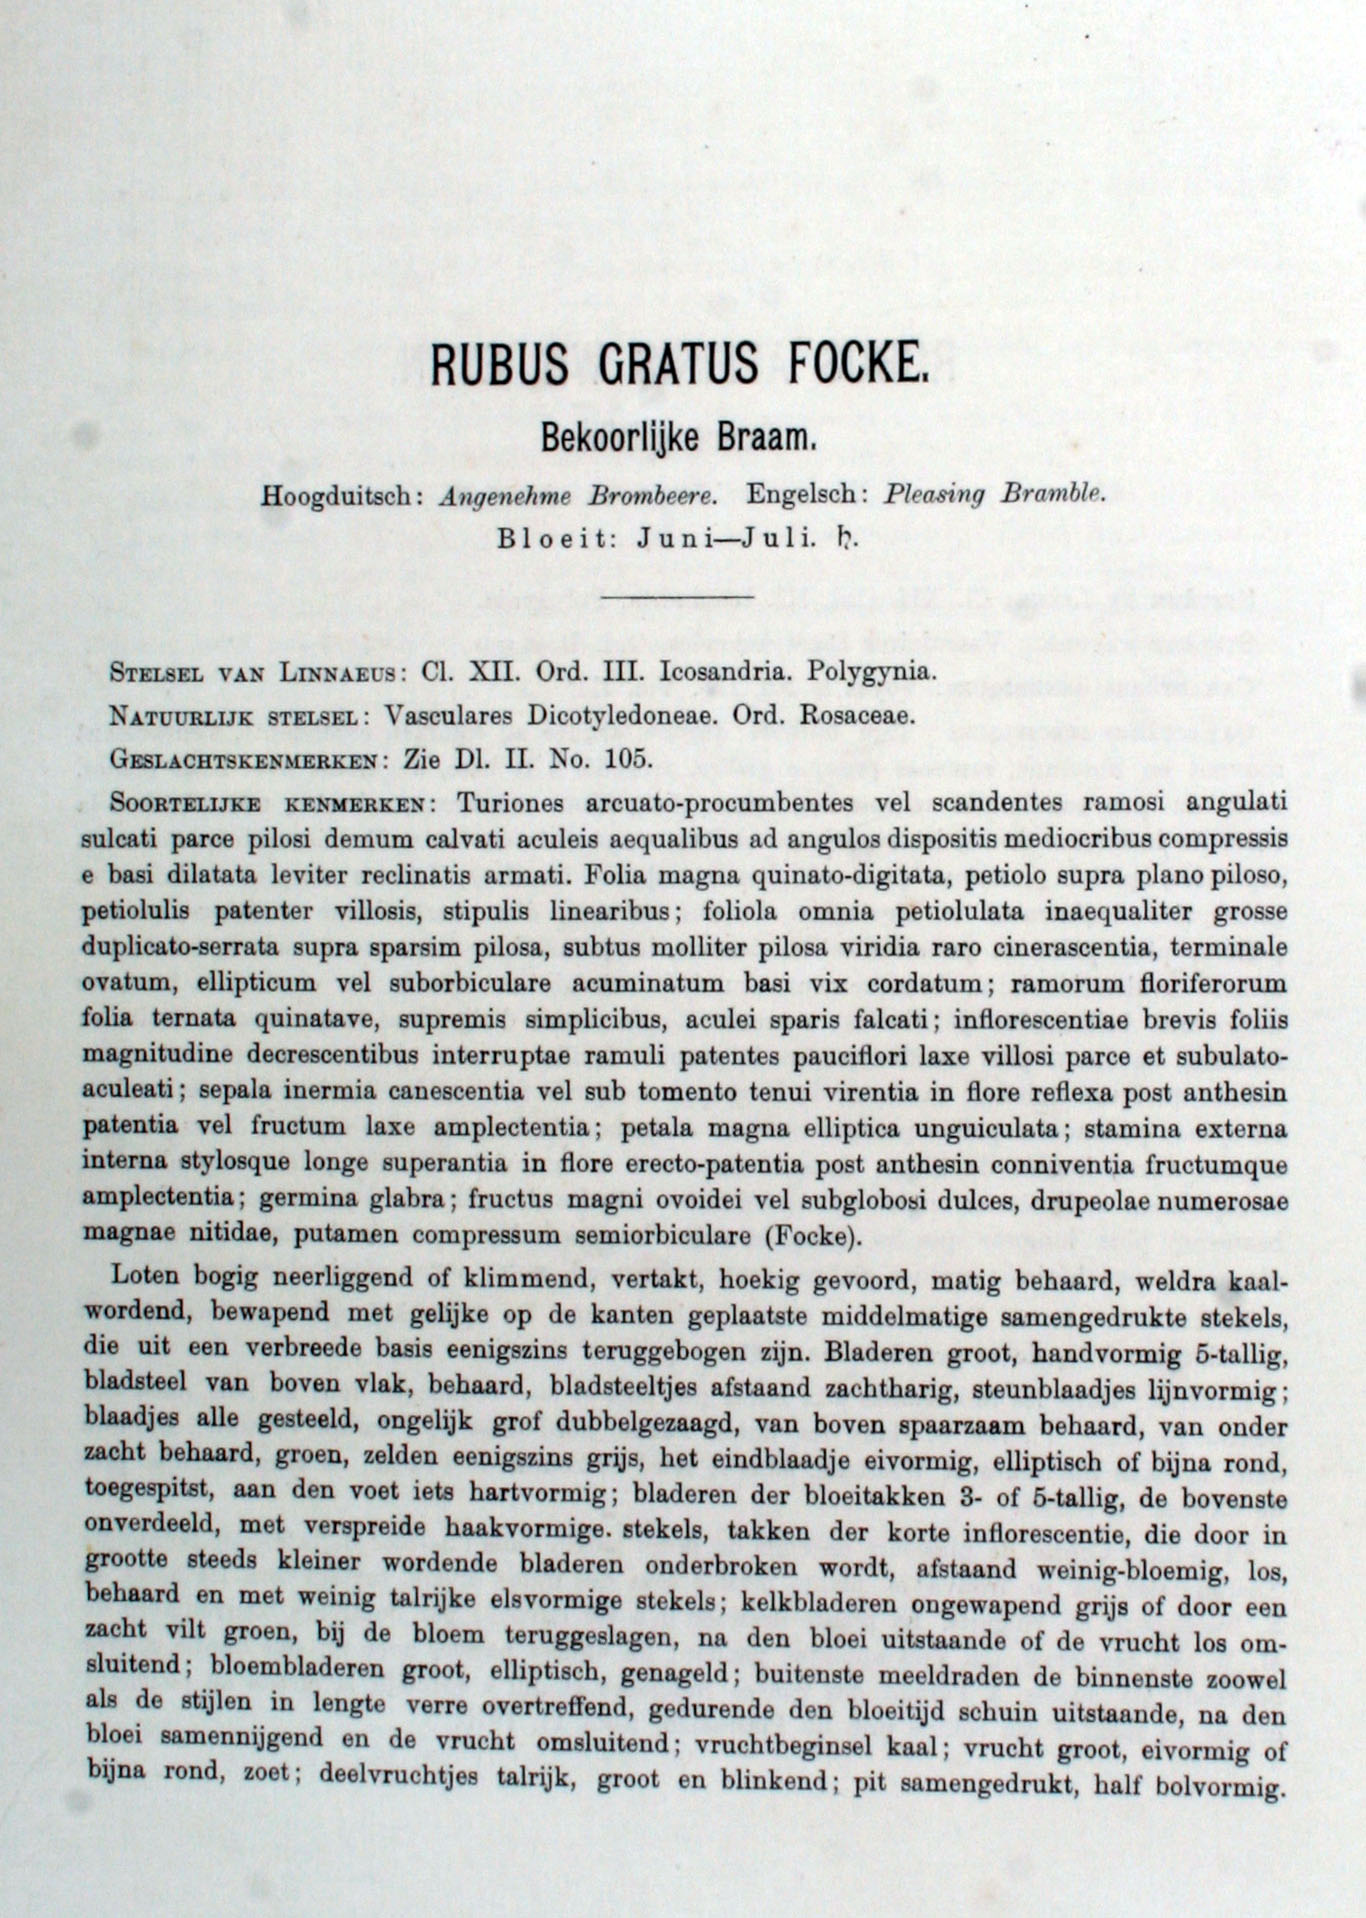 RUBUS GRATUS FOCKE.
Bekoorlijke Braam.
Hoogduitsch: Angenehme Brombeere. Engelsch: Pleasing Bramble.
Bloeit: Juni—Juli. ♄.
Stelsel van Linnaeus: Cl. XII. Ord. III. Icosandria. Polygynia.
Natuurlijk stelsel: Vasculares Dicotyledoneae. Ord. Rosaceae.
Geslachtskenmerken: Zie Dl. II. No. 105.
Soortelijke kenmerken: Turiones arcuato-procumbentes vel scandentes ramosi angulati
sulcati parce pilosi demum calvati aculeis aequalibus ad angulos dispositis mediocribus compressis
e basi dilatata leviter reclinatis armati. Folia magna quinato-digitata, petiolo supra plano piloso,
petiolulis patenter villosis, stipulis linearibus; foliola omnia petiolulata inaequaliter grosse
duplicato-serrata supra sparsim pilosa, subtus molliter pilosa viridia raro cinerascentia, terminale
ovatum, ellipticum vel suborbiculare acuminatum basi vix cordatum; ramorum floriferorum
folia ternata quinatave, supremis simplicibus, aculei sparis falcati; inflorescentiae brevis foliis
magnitudine decrescentibus interruptae ramuli patentes pauciflori laxe villosi parce et subulato-
aculeati; sepala inermia canescentia vel sub tomento tenui virentia in flore reflexa post anthesin
patentia vel fructum laxe amplectentia; petala magna elliptica unguiculata; stamina externa
interna stylosque longe superantia in flore erecto-patentia post anthesin conniventia fructumque
amplectentia; germina glabra; fructus magni ovoidei vel subglobosi dulces, drupeolae numerosae
magnae nitidae, putamen compressum semiorbiculare (Focke).
Loten bogig neerliggend of klimmend, vertakt, hoekig gevoord, matig behaard, weldra kaal-
wordend, bewapend met gelijke op de kanten geplaatste middelmatige samengedrukte stekels,
die uit een verbreede basis eenigszins teruggebogen zijn. Bladeren groot, handvormig 5-tallig,
bladsteel van boven vlak, behaard, bladsteeltjes afstaand zachtharig, steunblaadjes lijnvormig;
blaadjes alle gesteeld, ongelijk grof dubbelgezaagd, van boven spaarzaam behaard, van onder
zacht behaard, groen, zelden eenigszins grijs, het eindblaadje eivormig, elliptisch of bijna rond,
toegespitst, aan den voet iets hartvormig; bladeren der bloeitakken 3- of 5-tallig, de bovenste
onverdeeld, met verspreide haakvormige. stekels, takken der korte inflorescentie, die door in
grootte steeds kleiner wordende bladeren onderbroken wordt, afstaand weinig-bloemig, los,
behaard en met weinig talrijke elsvormige stekels; kelkbladeren ongewapend grijs of door een
zacht vilt groen, bij de bloem teruggeslagen, na den bloei uitstaande of de vrucht los om-
sluitend; bloembladeren groot, elliptisch, genageld; buitenste meeldraden de binnenste zoowel
als de stijlen in lengte verre overtreffend, gedurende den bloeitijd schuin uitstaande, na den
bloei samennijgend en de vrucht omsluitend; vruchtbeginsel kaal; vrucht groot, eivormig of
bijna rond, zoet; deelvruchtjes talrijk, groot en blinkend; pit samengedrukt, half bolvormig.